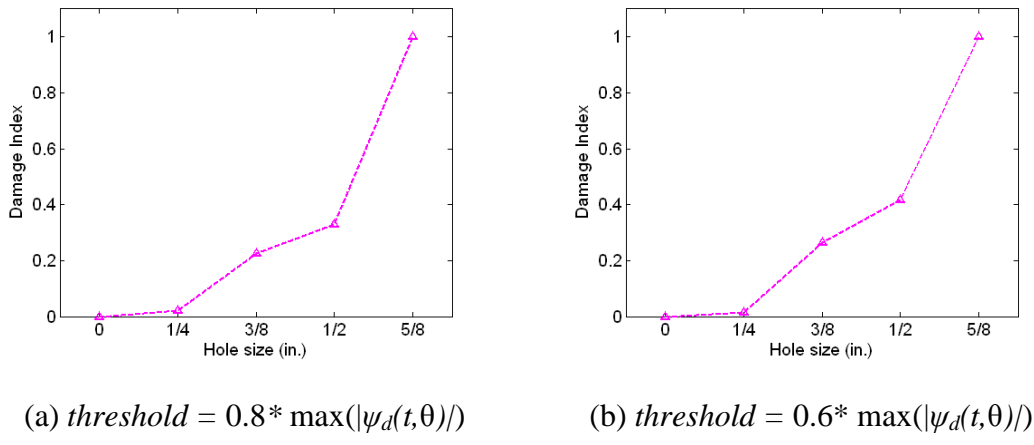 1
0.8
0.6
0.4
0.2
0
Damage Index
0 1/4 3/8 1/2 5/8
Hole size (in.)
1
0.8
0.6
0.4
0.2
0
Damage Index
0 1/4 3/8 1/2 5/8
Hole size (in.)
(a) threshold = 0.8* max(|ψd(t,θ)|)
(b) threshold = 0.6* max(|ψd(t,θ)|)